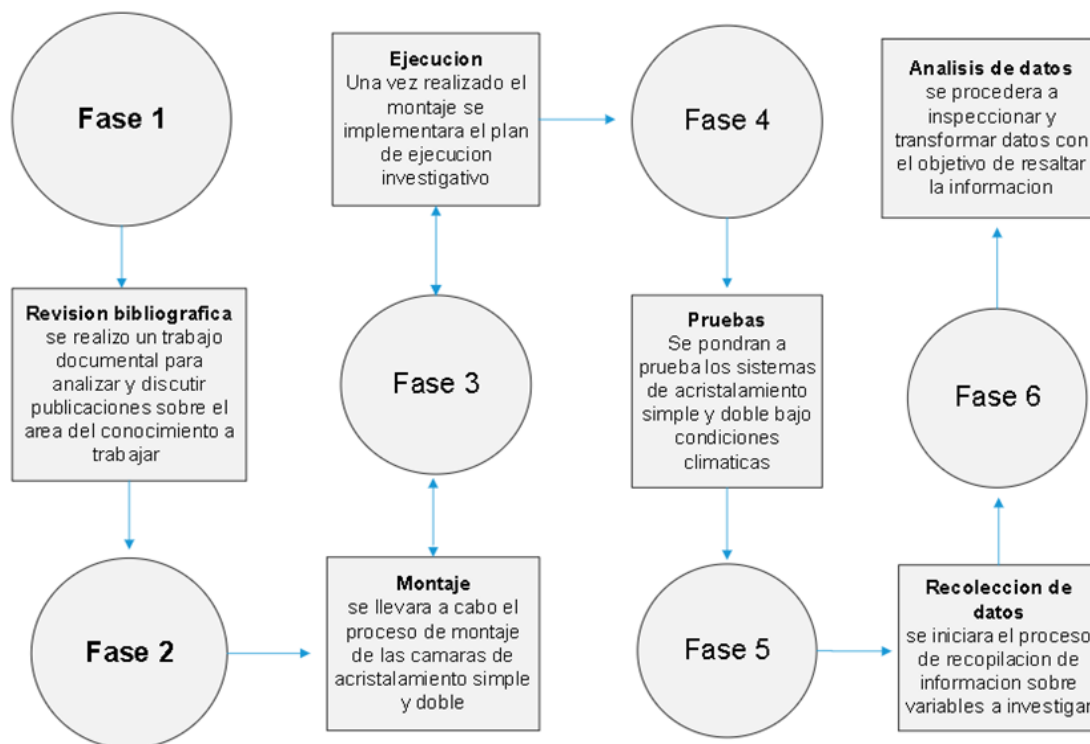 Fase 1
Revision bibliografica
se realizo un trabajo
documental para
analizar y discutir
publicaciones sobre el
area del conocimiento a
trabajar
Fase 2
Montaje
se llevara a cabo el
proceso de montaje
de las camaras de
acristalamiento simple
y doble
Fase 3
Ejecucion
Una vez realizado el
montaje se
implementara el plan
de ejecucion
investigativo
Fase 4
Pruebas
Se pondran a
prueba los sistemas
de acristalamiento
simple y doble bajo
condiciones
climaticas
Fase 5
Recoleccion de
datos
se iniciara el proceso
de recopilacion de
informacion sobre
variables a investigar
Fase 6
Analisis de datos
se procedera a
inspeccionar y
transformar datos con
el objetivo de resaltar
la informacion